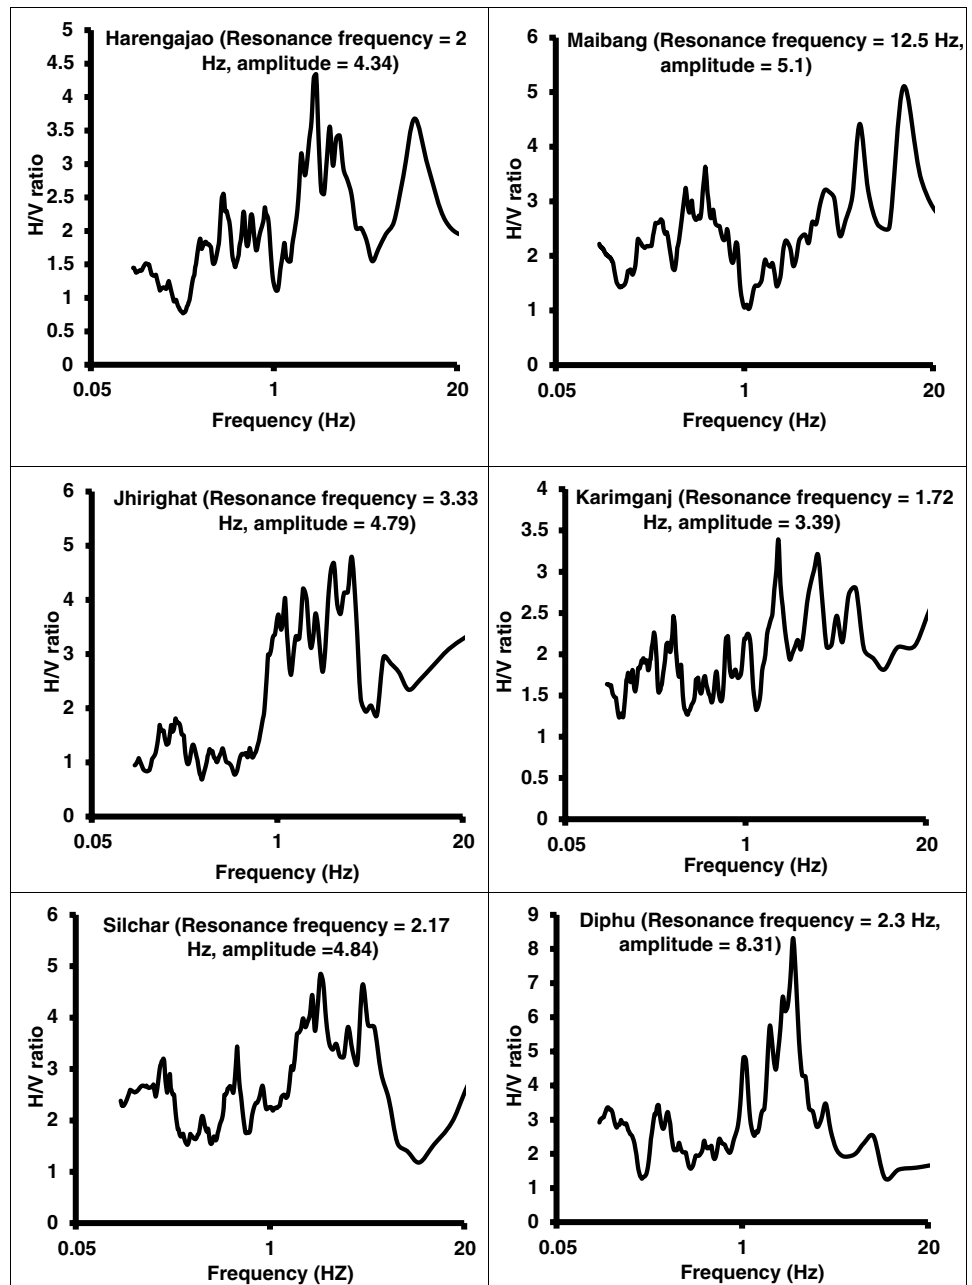 Harengajao (Resonance frequency = 2
Hz, amplitude = 4.34)
5
4.5
4
3.5
3
2.5
2
1.5
1
0.5
0
H/V ratio
0.05
1
20
Frequency (Hz)
Maibang (Resonance frequency = 12.5 Hz,
amplitude = 5.1)
6
5
4
3
2
1
0
H/V ratio
0.05
1
20
Frequency (Hz)
Jhirighat (Resonance frequency = 3.33
Hz, amplitude = 4.79)
6
5
4
3
2
1
0
H/V ratio
0.05
1
20
Frequency (Hz)
Karimganj (Resonance frequency = 1.72
Hz, amplitude = 3.39)
4
3.5
3
2.5
2
1.5
1
0.5
0
H/V ratio
0.05
1
20
Frequency (Hz)
Silchar (Resonance frequency = 2.17
Hz, amplitude =4.84)
6
5
4
3
2
1
0
H/V ratio
0.05
1
20
Frequency (HZ)
Diphu (Resonance frequency = 2.3 Hz,
amplitude = 8.31)
9
8
7
6
5
4
3
2
1
0
H/V ratio
0.05
1
20
Frequency (Hz)